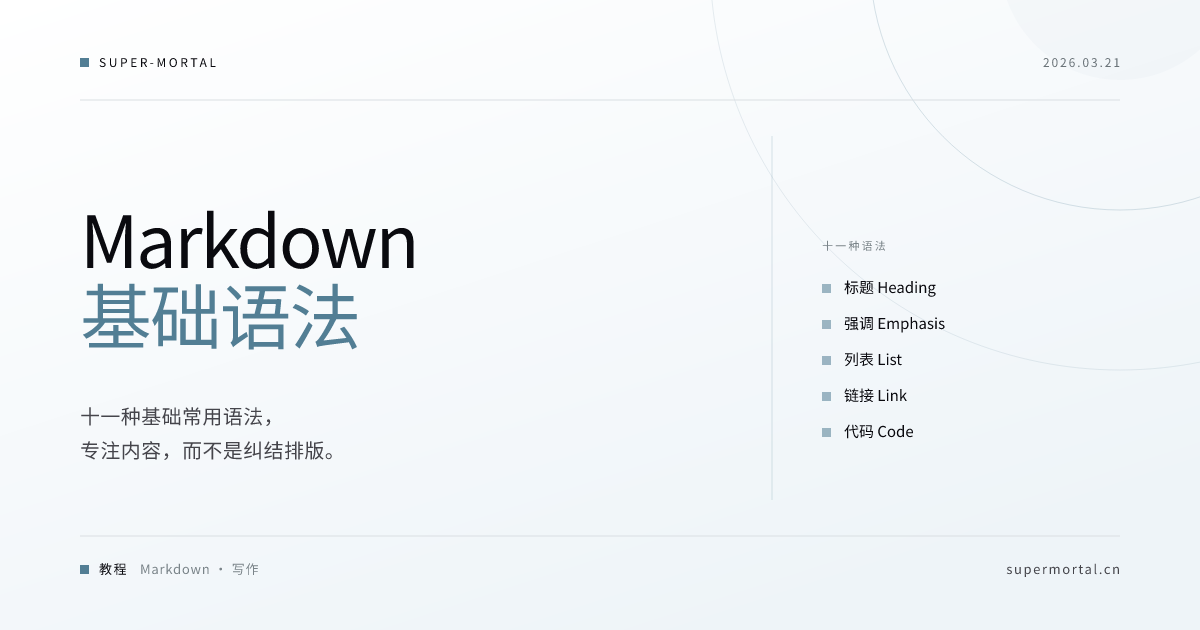 SUPER-MORTAL
2026.03.21
Markdown
基础语法
十一种基础常用语法，
专注内容，而不是纠结排版。
十一种语法
标题 Heading
强调 Emphasis
列表 List
链接 Link
代码 Code
教程 Markdown · 写作
supermortal.cn